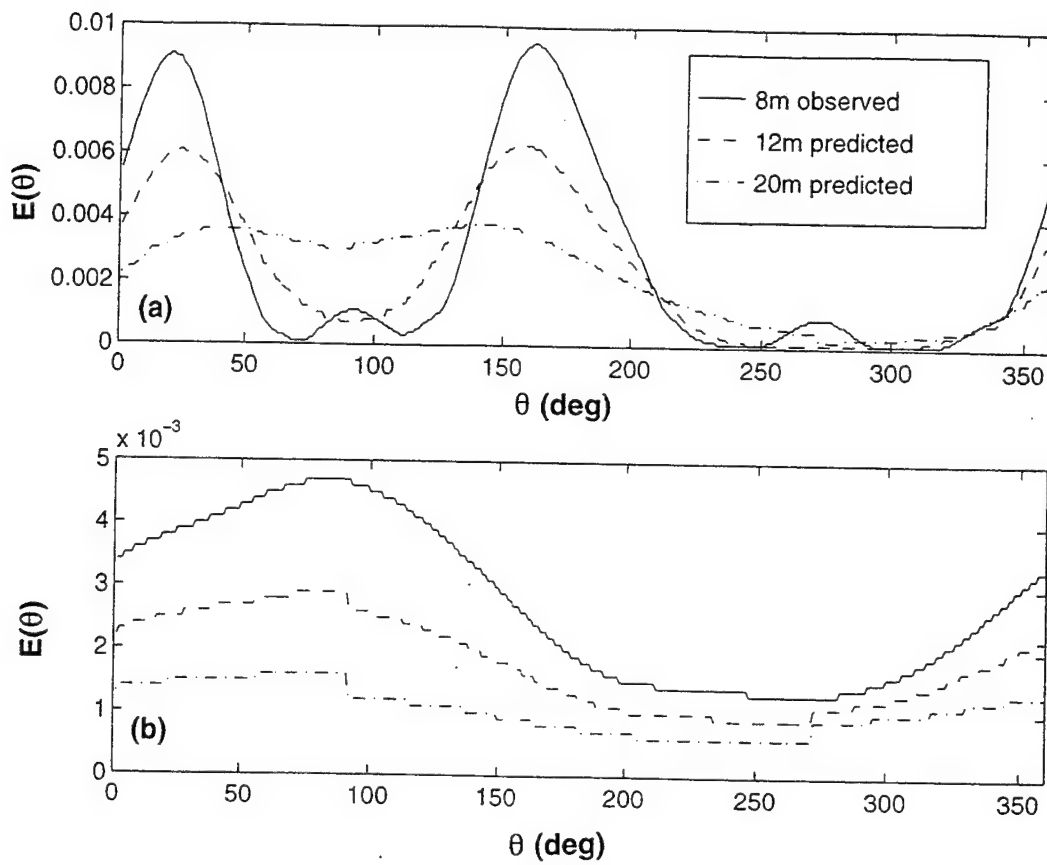 0.01
0.008
0.006
0.004
0.002
0
E(θ)
8m observed
12m predicted
20m predicted
(a)
0 50 100 150 200 250 300 350
θ (deg)
x 10⁻³
5
4
3
2
1
0
E(θ)
(b)
0 50 100 150 200 250 300 350
θ (deg)